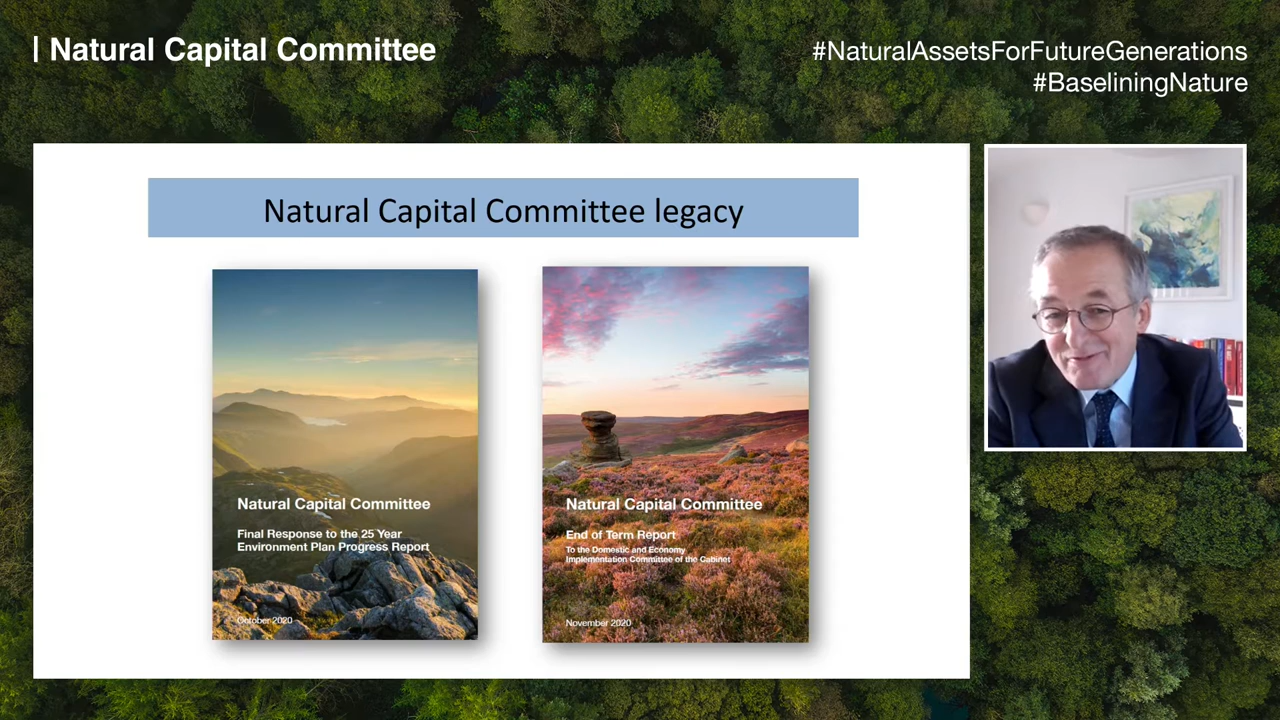 | Natural Capital Committee
#NaturalAssetsForFutureGenerations
#BaseliningNature
Natural Capital Committee legacy
Natural Capital Committee
Final Response to the 25 Year
Environment Plan Progress Report
October 2020
Natural Capital Committee
End of Term Report
To the Domestic and Economy
Implementation Committee of the Cabinet
November 2020